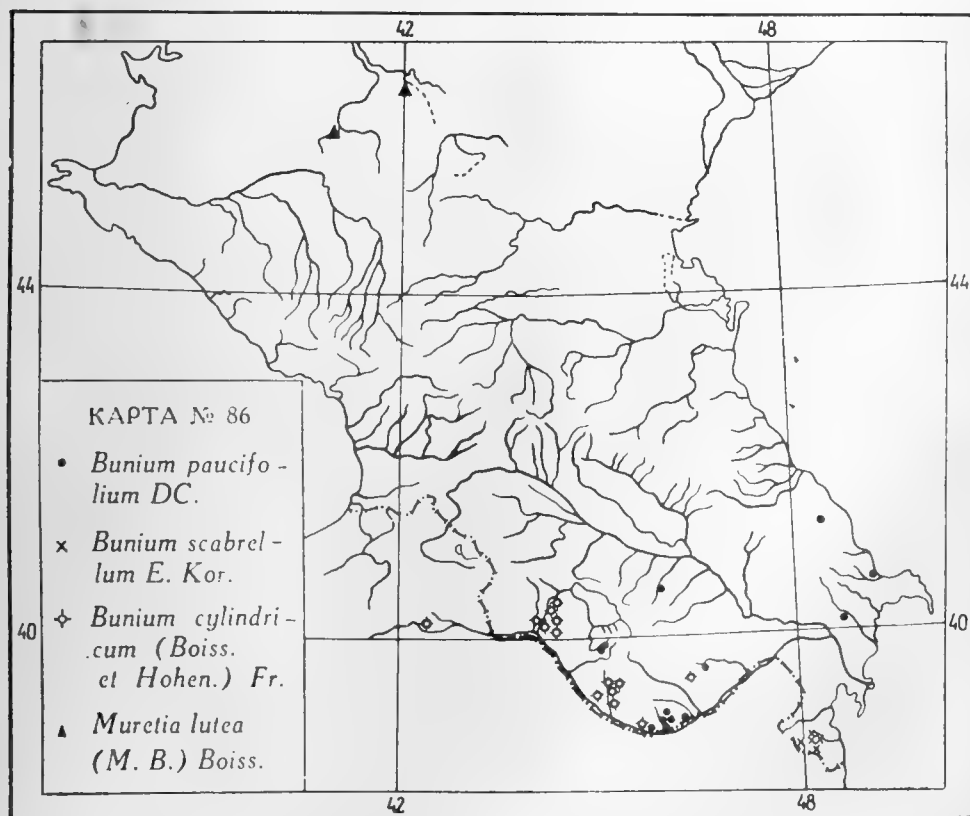 42 48
44 44
КАРТА № 86
Bunium paucifo-
lium DC.
Bunium scabrel-
lum E. Kor.
Bunium cylindri-
cum (Boiss.
et Hohen.) Fr.
Muretia lutea
(M. B.) Boiss.
40 40
42 48